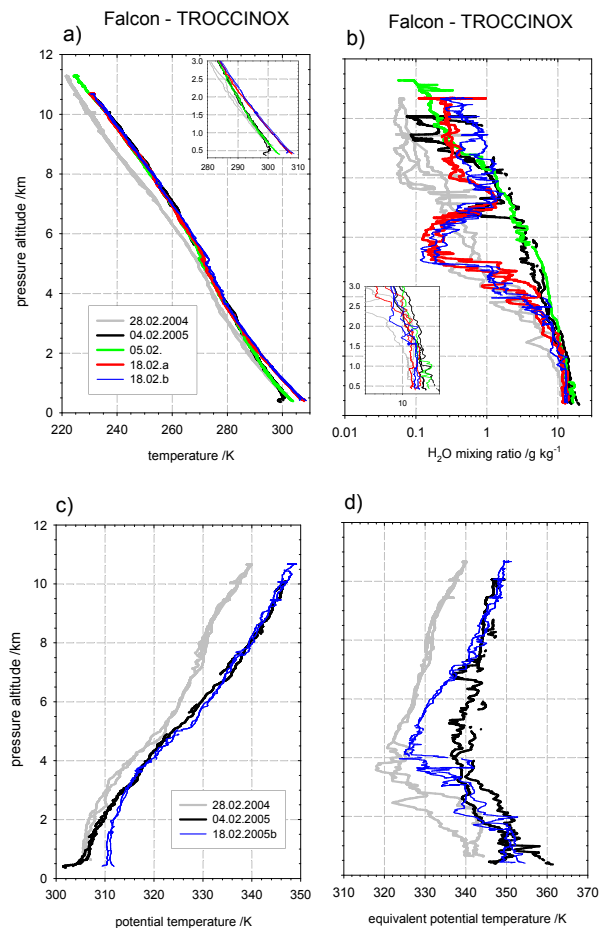 Falcon - TROCCINOX
Falcon - TROCCINOX
a)
b)
pressure altitude /km
12
10
8
6
4
2
0
3.0
2.5
2.0
1.5
1.0
0.5
280 290 300 310
28.02.2004
04.02.2005
05.02.
18.02.a
18.02.b
220 240 260 280 300
temperature /K
3.0
2.5
2.0
1.5
1.0
0.5
10
0.01 0.1 1 10 100
H2O mixing ratio /g kg-1
c)
d)
pressure altitude /km
12
10
8
6
4
2
0
28.02.2004
04.02.2005
18.02.2005b
300 310 320 330 340 350
potential temperature /K
310 320 330 340 350 360 370
equivalent potential temperature /K